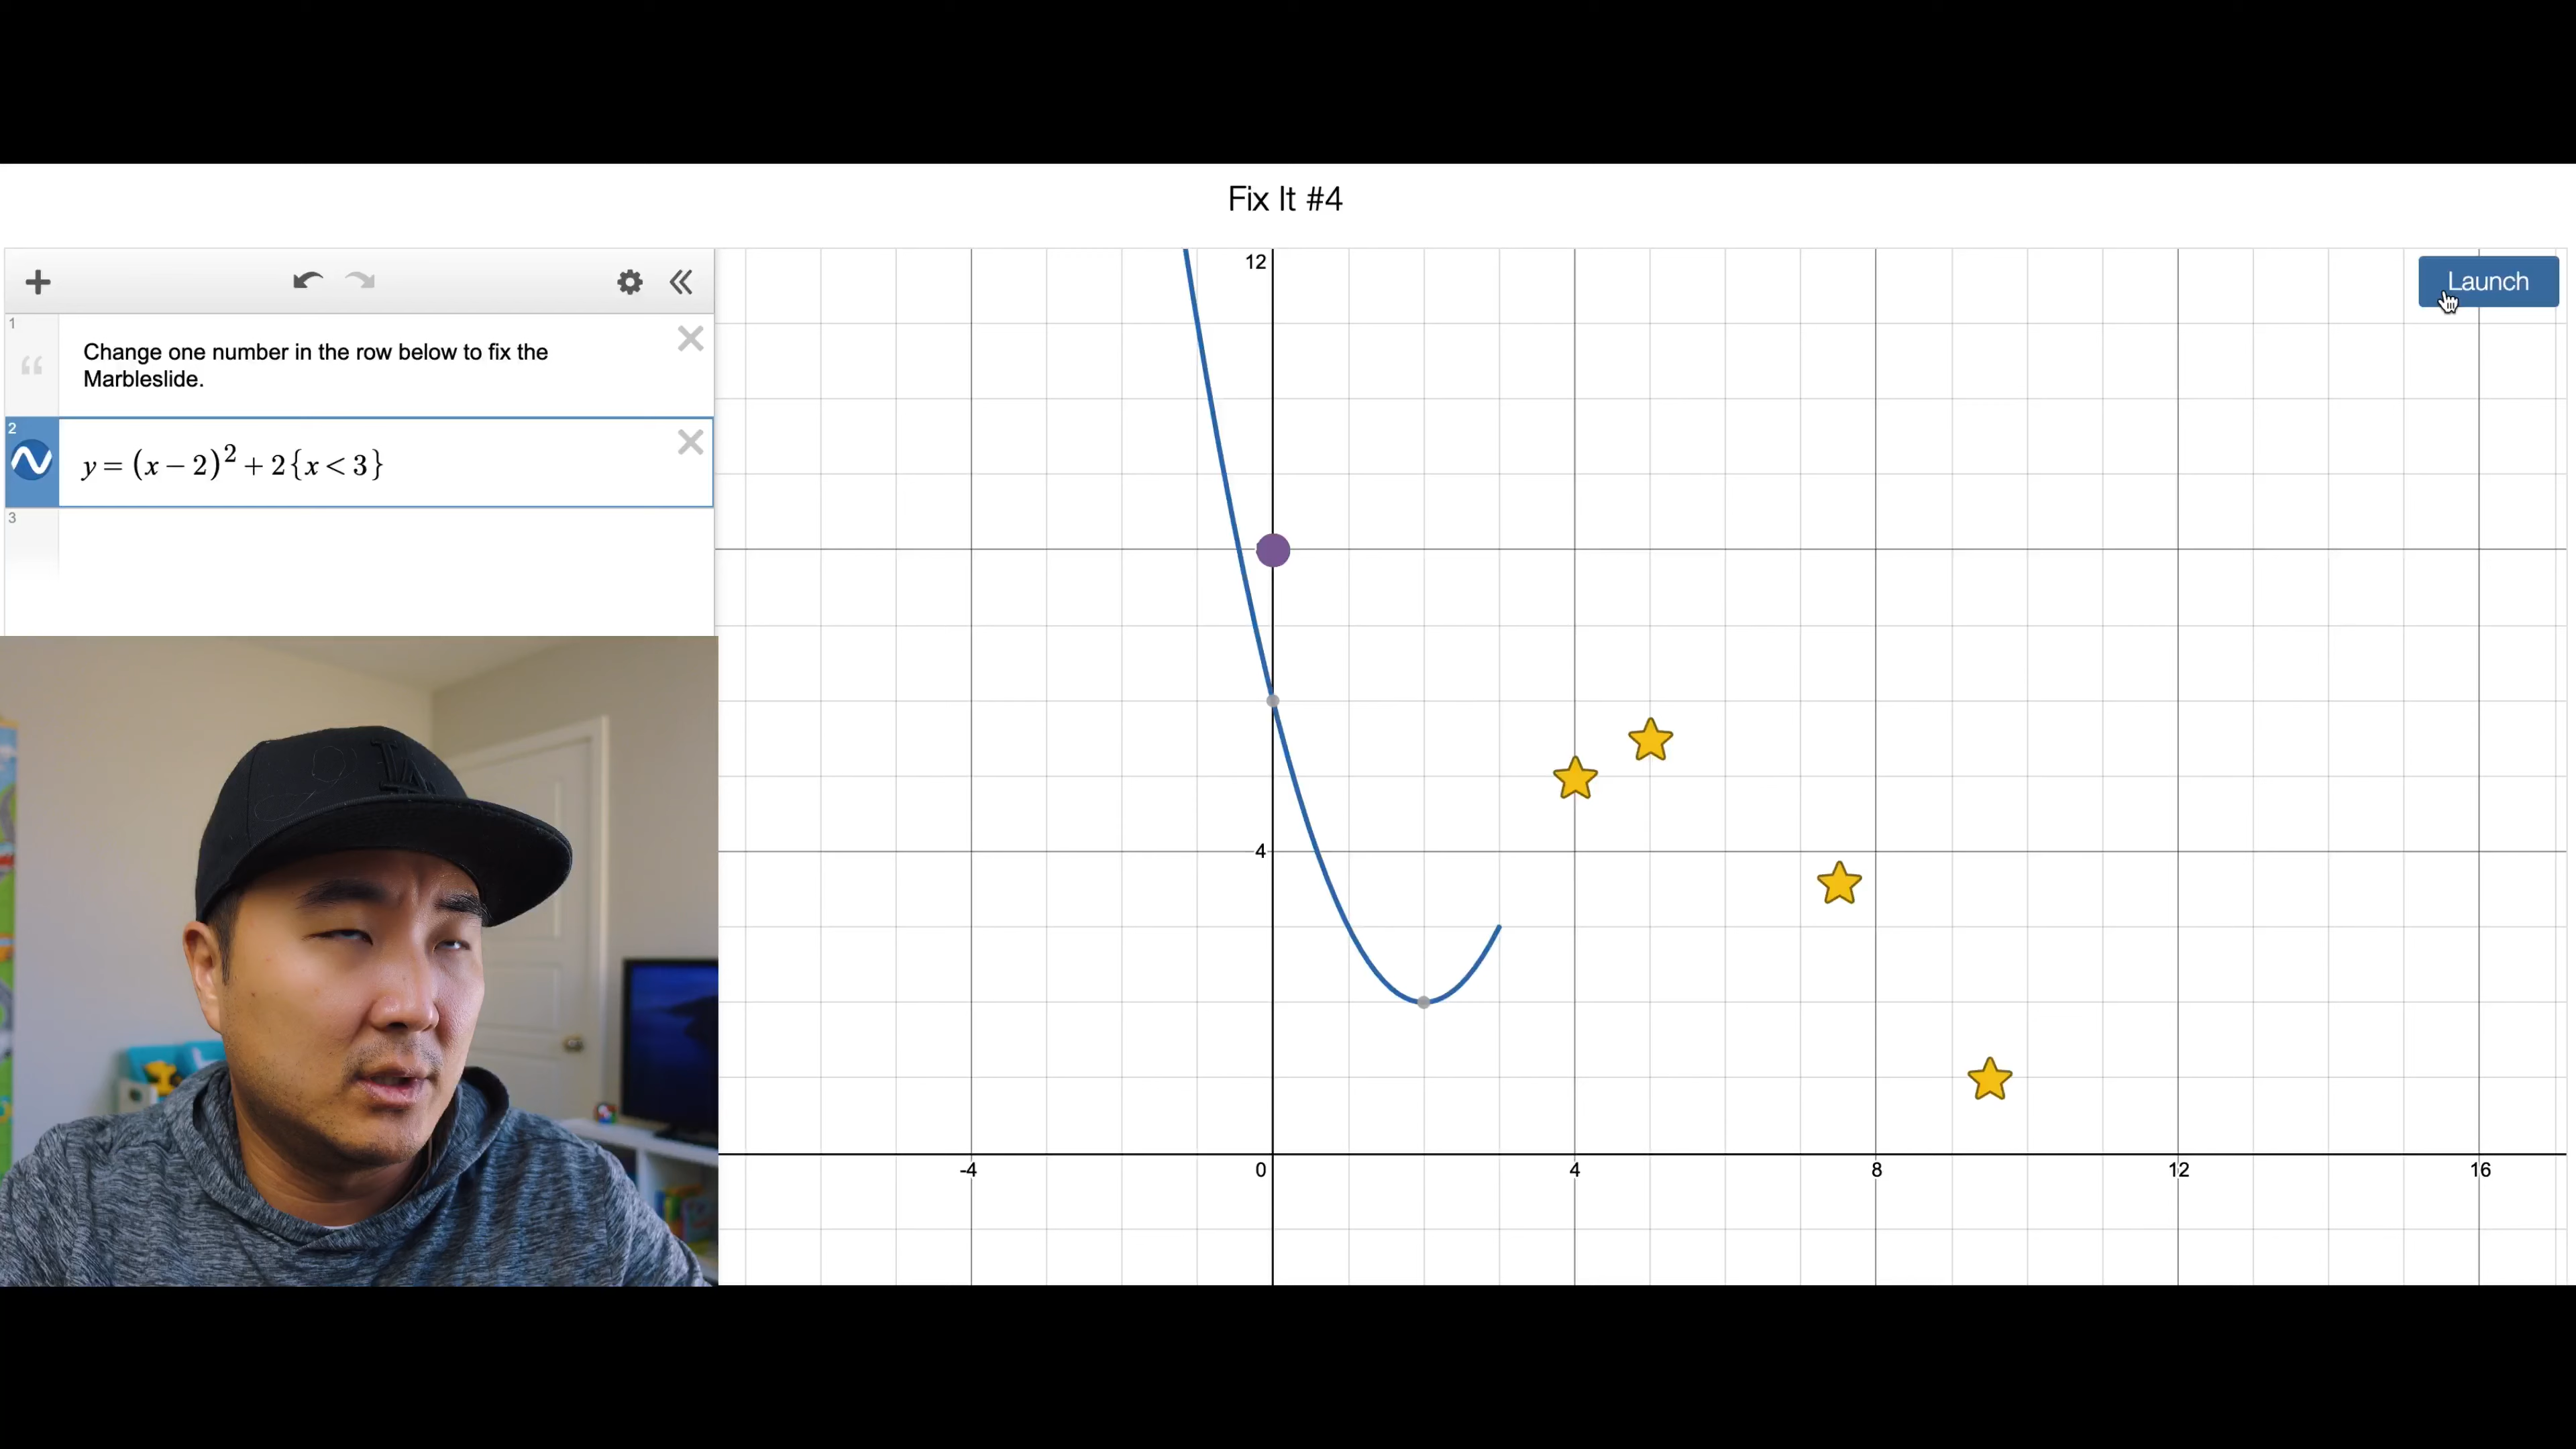 Fix It #4
Launch
1
Change one number in the row below to fix the
Marbleslide.
2
y = (x − 2)² + 2{x < 3}
3
12
4
-4
0
4
8
12
16
LA